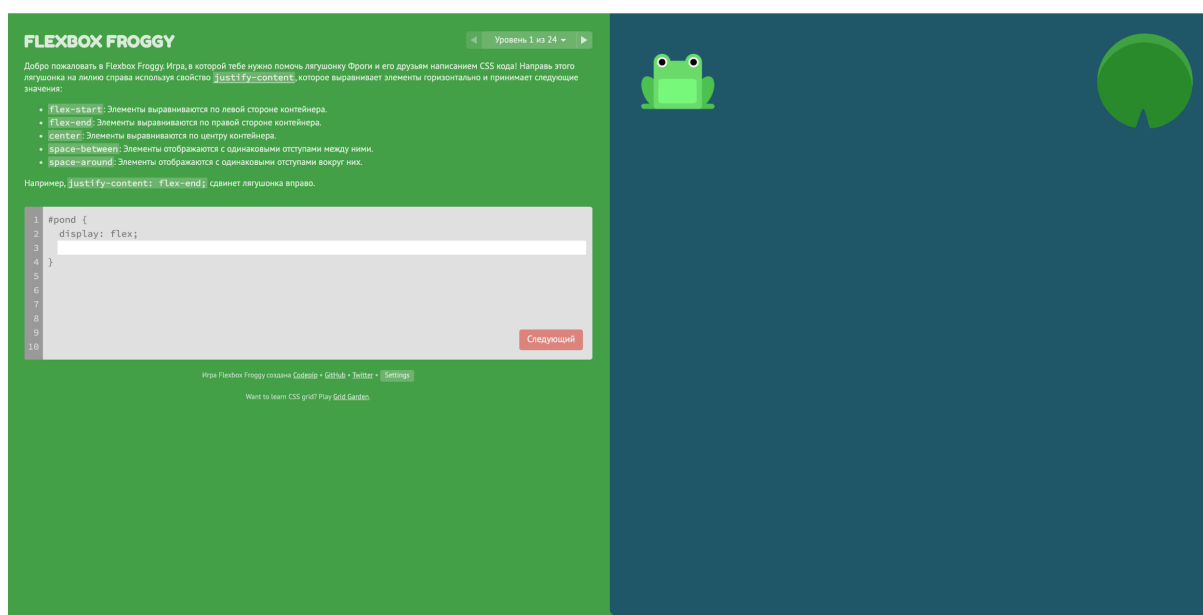 FLEXBOX FROGGY
Уровень 1 из 24
Добро пожаловать в Flexbox Froggy. Игра, в которой тебе нужно помочь лягушонку Фроги и его друзьям написанием CSS кода! Направь этого
лягушонка на лилию справа используя свойство justify-content, которое выравнивает элементы горизонтально и принимает следующие
значения:
• flex-start: Элементы выравниваются по левой стороне контейнера.
• flex-end: Элементы выравниваются по правой стороне контейнера.
• center: Элементы выравниваются по центру контейнера.
• space-between: Элементы отображаются с одинаковыми отступами между ними.
• space-around: Элементы отображаются с одинаковыми отступами вокруг них.
Например, justify-content: flex-end; сдвинет лягушонка вправо.
1 #pond {
2 display: flex;
3
4 }
5
6
7
8
9
10
Следующий
Игра Flexbox Froggy создана Codepip • GitHub • Twitter • Settings
Want to learn CSS grid? Play Grid Garden.